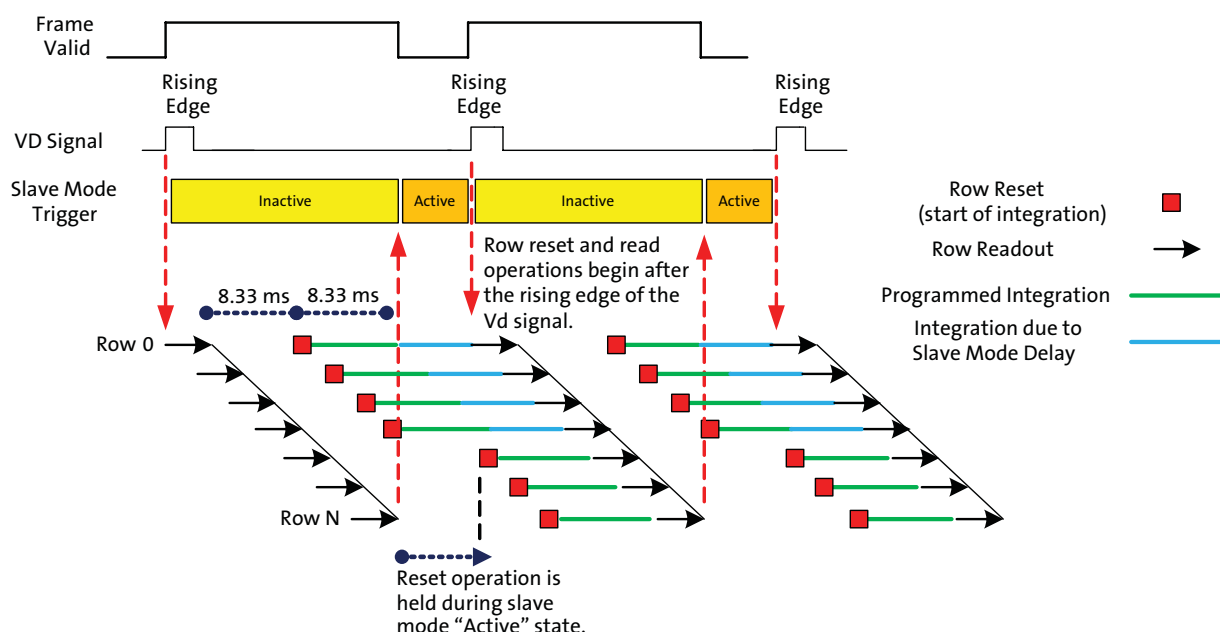 Frame
Valid
Rising
Edge
Rising
Edge
Rising
Edge
VD Signal
Slave Mode
Trigger
Inactive
Active
Inactive
Active
Row Reset
(start of integration)
Row Readout
Programmed Integration
Integration due to
Slave Mode Delay
Row reset and read
operations begin after
the rising edge of the
Vd signal.
8.33 ms
8.33 ms
Row 0
Row N
Reset operation is
held during slave
mode “Active” state.